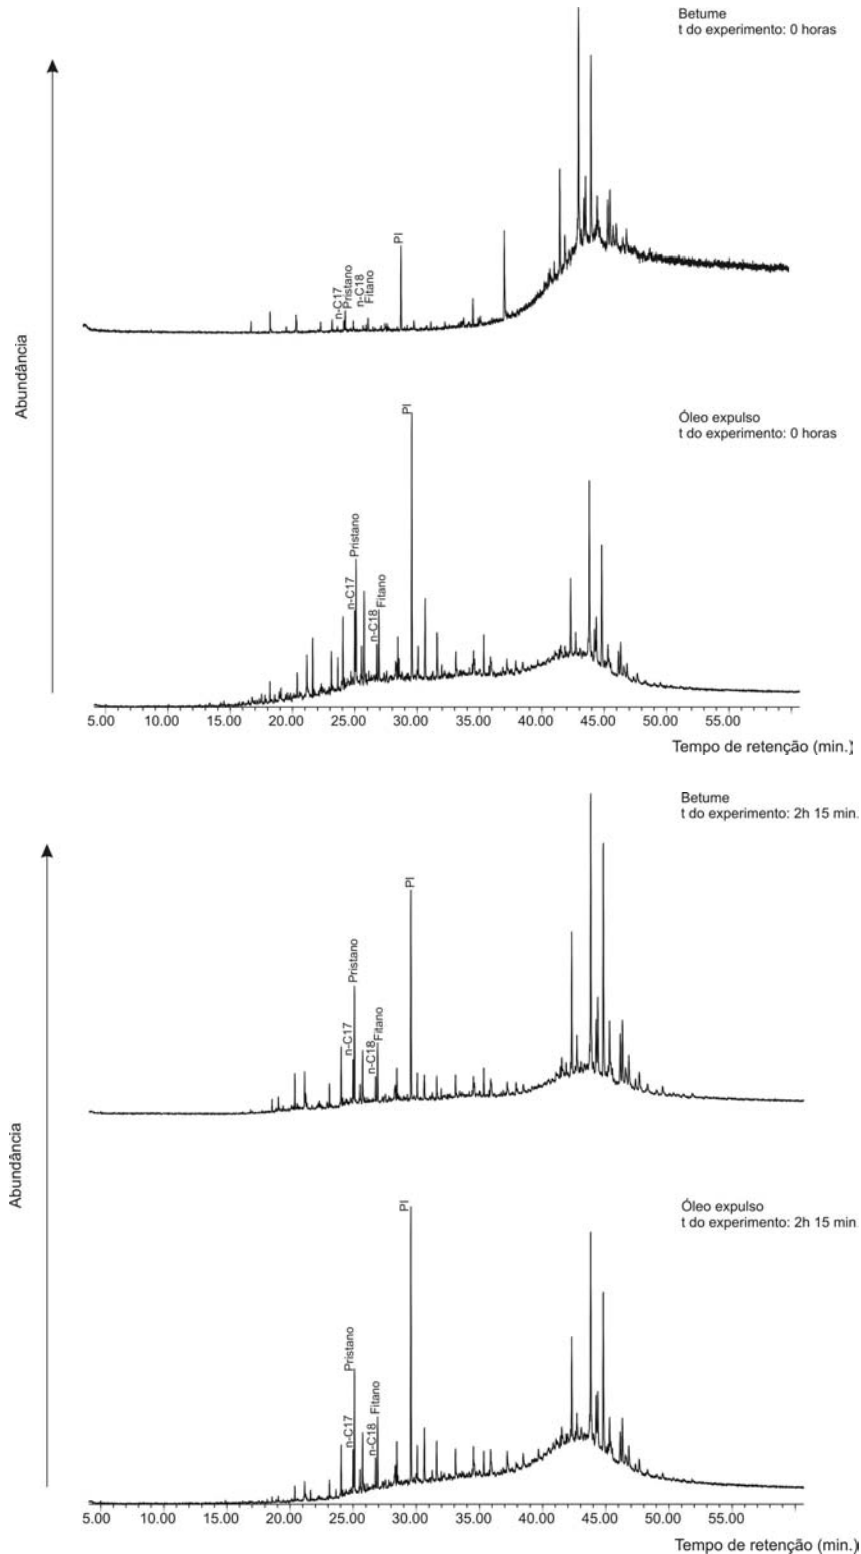 Betume
t do experimento: 0 horas
n-C17
Pristano
n-C18
Fitano
PI
Abundância
Óleo expulso
t do experimento: 0 horas
n-C17
Pristano
n-C18
Fitano
PI
5.00 10.00 15.00 20.00 25.00 30.00 35.00 40.00 45.00 50.00 55.00
Tempo de retenção (min.)
Betume
t do experimento: 2h 15 min.
n-C17
Pristano
n-C18
Fitano
PI
Abundância
Óleo expulso
t do experimento: 2h 15 min
n-C17
Pristano
n-C18
Fitano
PI
5.00 10.00 15.00 20.00 25.00 30.00 35.00 40.00 45.00 50.00 55.00
Tempo de retenção (min.)